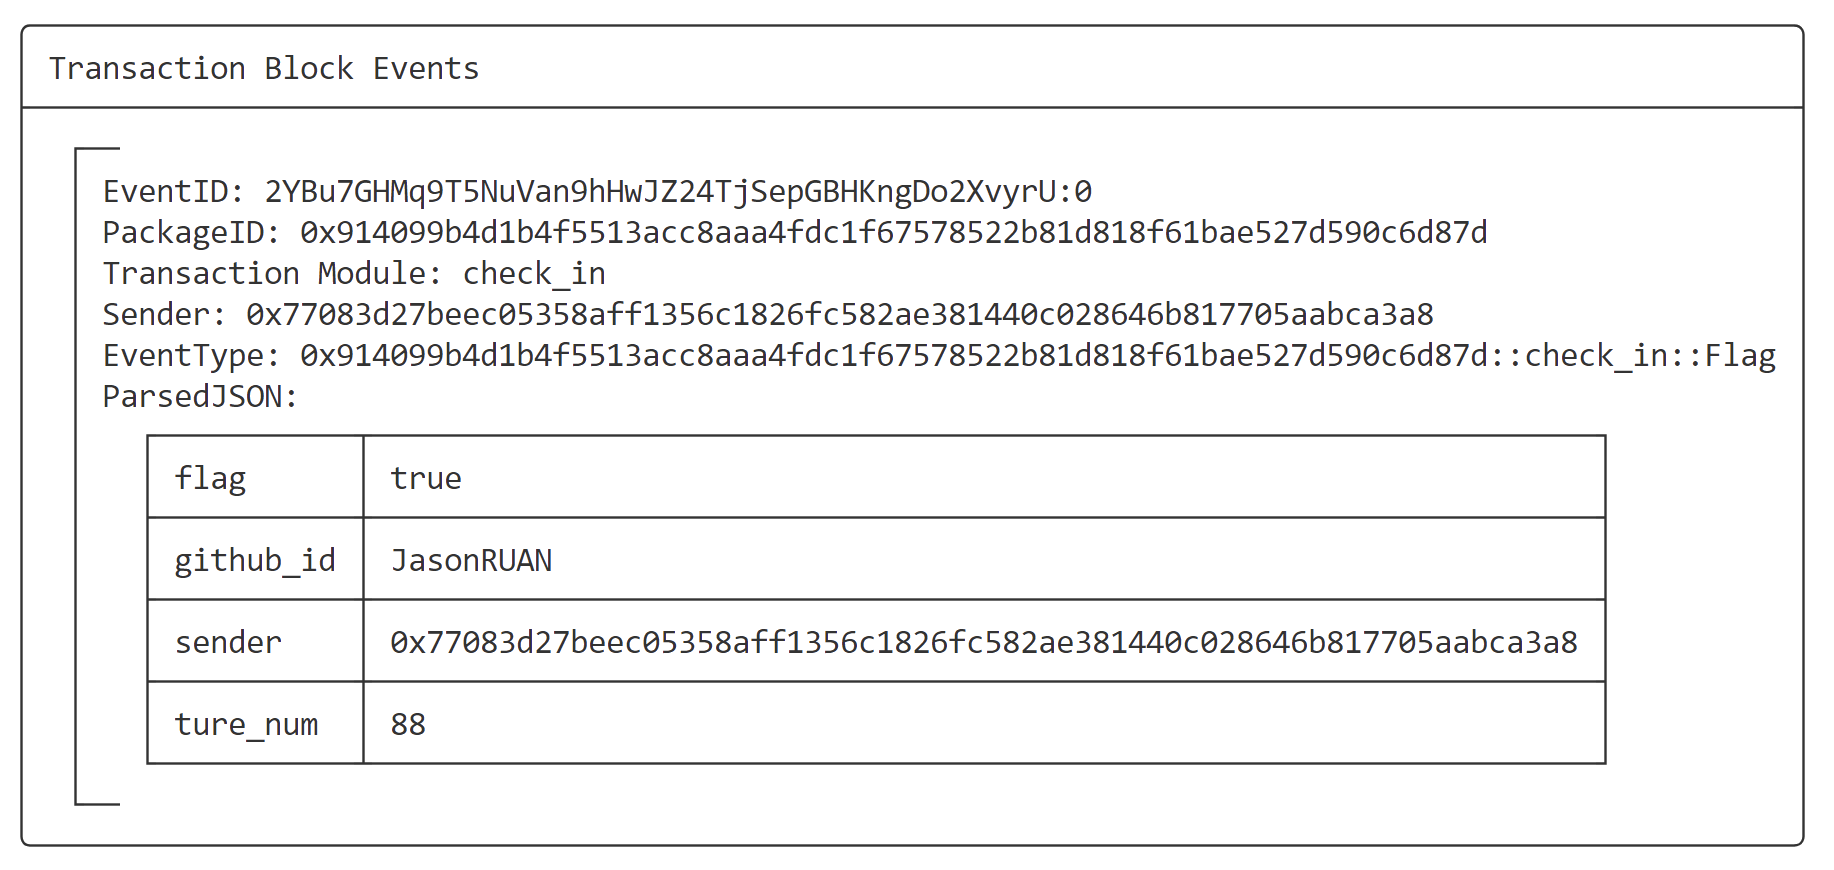 Transaction Block Events
EventID: 2YBu7GHMq9T5NuVan9hHwJZ24TjSepGBHKngDo2XvyrU:0
PackageID: 0x914099b4d1b4f5513acc8aaa4fdc1f67578522b81d818f61bae527d590c6d87d
Transaction Module: check_in
Sender: 0x77083d27beec05358aff1356c1826fc582ae381440c028646b817705aabca3a8
EventType: 0x914099b4d1b4f5513acc8aaa4fdc1f67578522b81d818f61bae527d590c6d87d::check_in::Flag
ParsedJSON:
flag true
github_id JasonRUAN
sender 0x77083d27beec05358aff1356c1826fc582ae381440c028646b817705aabca3a8
ture_num 88